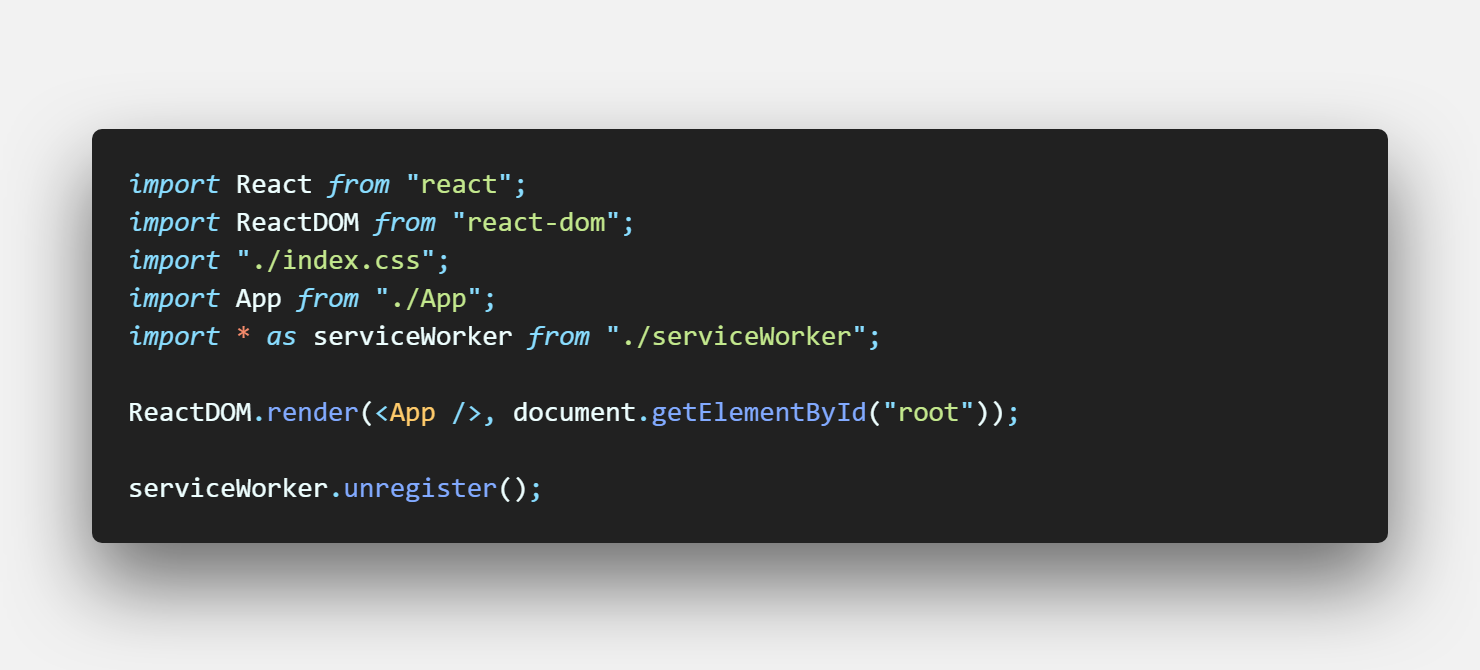 import React from "react";
import ReactDOM from "react-dom";
import "./index.css";
import App from "./App";
import * as serviceWorker from "./serviceWorker";
ReactDOM.render(<App />, document.getElementById("root"));
serviceWorker.unregister();